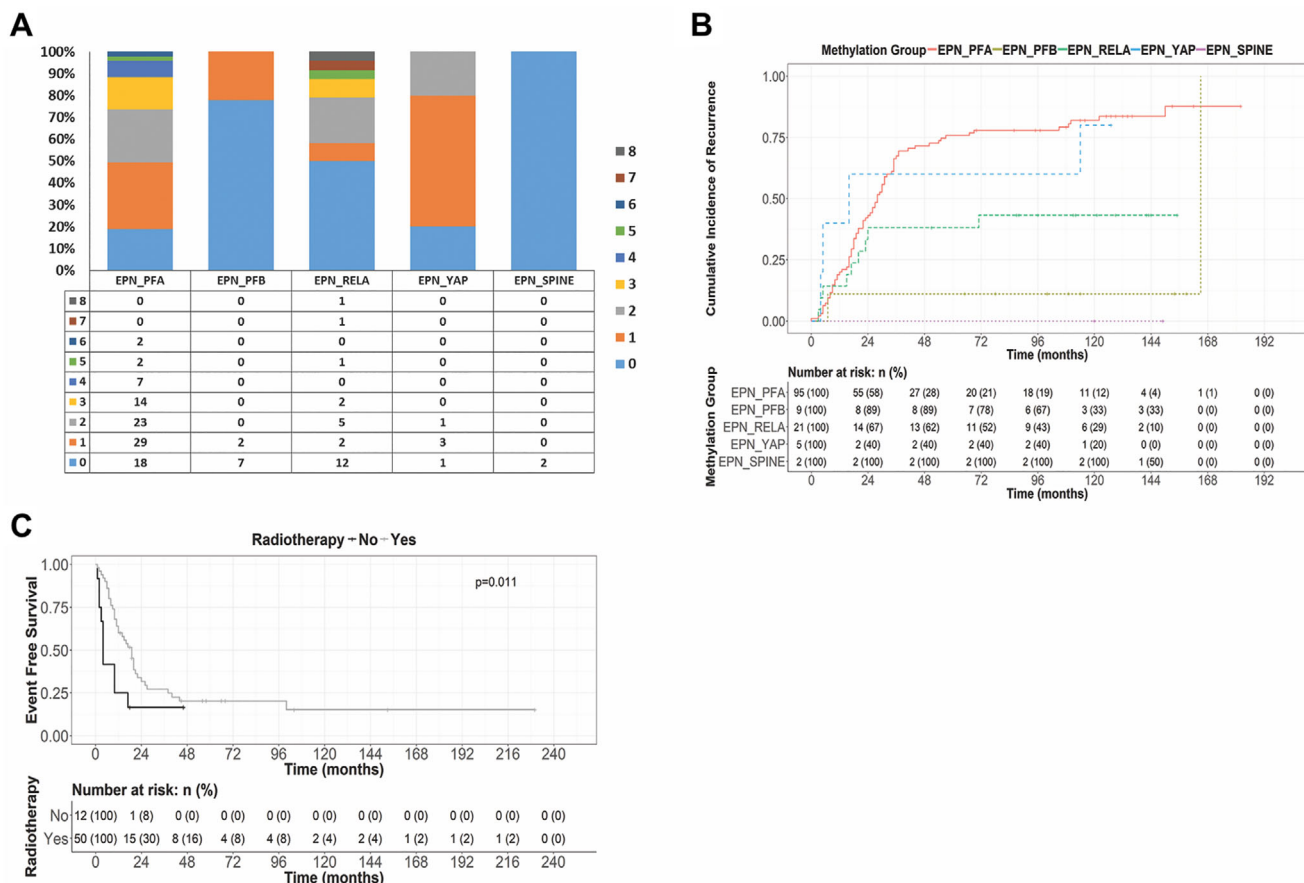 A
100%
90%
80%
70%
60%
50%
40%
30%
20%
10%
0%
8
7
6
5
4
3
2
1
0
EPN_PFA EPN_PFB EPN_RELA EPN_YAP EPN_SPINE
8 0 0 1 0 0
7 0 0 1 0 0
6 2 0 0 0 0
5 2 0 1 0 0
4 7 0 0 0 0
3 14 0 2 0 0
2 23 0 5 1 0
1 29 2 2 3 0
0 18 7 12 1 2
B
Methylation Group EPN_PFA EPN_PFB EPN_RELA EPN_YAP EPN_SPINE
Cumulative Incidence of Recurrence
1.00
0.75
0.50
0.25
0.00
0 24 48 72 96 120 144 168 192
Time (months)
Number at risk: n (%)
Methylation Group
EPN_PFA 95 (100) 55 (58) 27 (28) 20 (21) 18 (19) 11 (12) 4 (4) 1 (1) 0 (0)
EPN_PFB 9 (100) 8 (89) 8 (89) 7 (78) 6 (67) 3 (33) 3 (33) 0 (0) 0 (0)
EPN_RELA 21 (100) 14 (67) 13 (62) 11 (52) 9 (43) 6 (29) 2 (10) 0 (0) 0 (0)
EPN_YAP 5 (100) 2 (40) 2 (40) 2 (40) 2 (40) 1 (20) 0 (0) 0 (0) 0 (0)
EPN_SPINE 2 (100) 2 (100) 2 (100) 2 (100) 2 (100) 2 (100) 1 (50) 0 (0) 0 (0)
0 24 48 72 96 120 144 168 192
Time (months)
C
Radiotherapy No Yes
Event Free Survival
1.00
0.75
0.50
0.25
0.00
p=0.011
0 24 48 72 96 120 144 168 192 216 240
Time (months)
Number at risk: n (%)
Radiotherapy
No 12 (100) 1 (8) 0 (0) 0 (0) 0 (0) 0 (0) 0 (0) 0 (0) 0 (0) 0 (0) 0 (0)
Yes 50 (100) 15 (30) 8 (16) 4 (8) 4 (8) 2 (4) 2 (4) 1 (2) 1 (2) 1 (2) 0 (0)
0 24 48 72 96 120 144 168 192 216 240
Time (months)